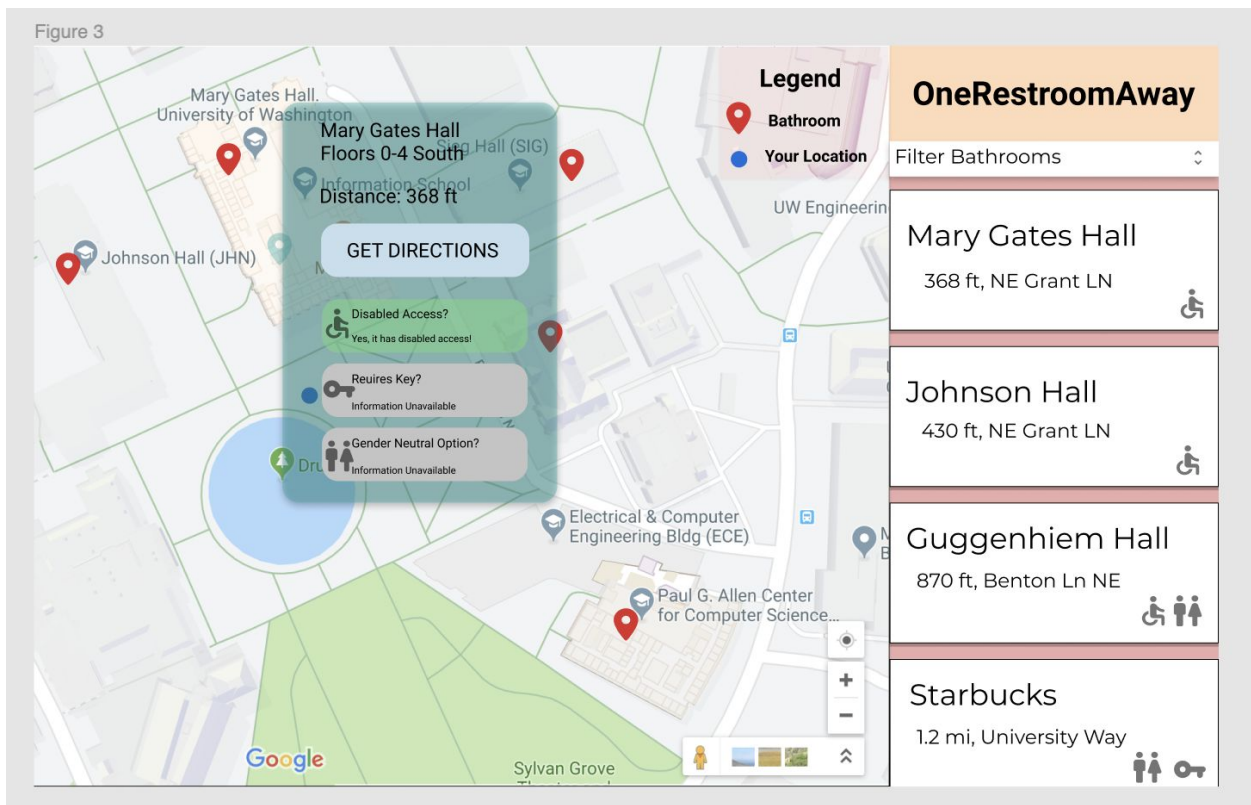 Figure 3
Mary Gates Hall.
University of Washington
Mary Gates Hall
Floors 0-4 South
Sieg Hall (SIG)
Information School
Distance: 368 ft
GET DIRECTIONS
Johnson Hall (JHN)
Disabled Access?
Yes, it has disabled access!
Reuires Key?
Information Unavailable
Gender Neutral Option?
Information Unavailable
Dru
Legend
Bathroom
Your Location
UW Engineerin
Electrical & Computer
Engineering Bldg (ECE)
Paul G. Allen Center
for Computer Science...
Google
Sylvan Grove
OneRestroomAway
Filter Bathrooms
Mary Gates Hall
368 ft, NE Grant LN
Johnson Hall
430 ft, NE Grant LN
Guggenhiem Hall
870 ft, Benton Ln NE
Starbucks
1.2 mi, University Way